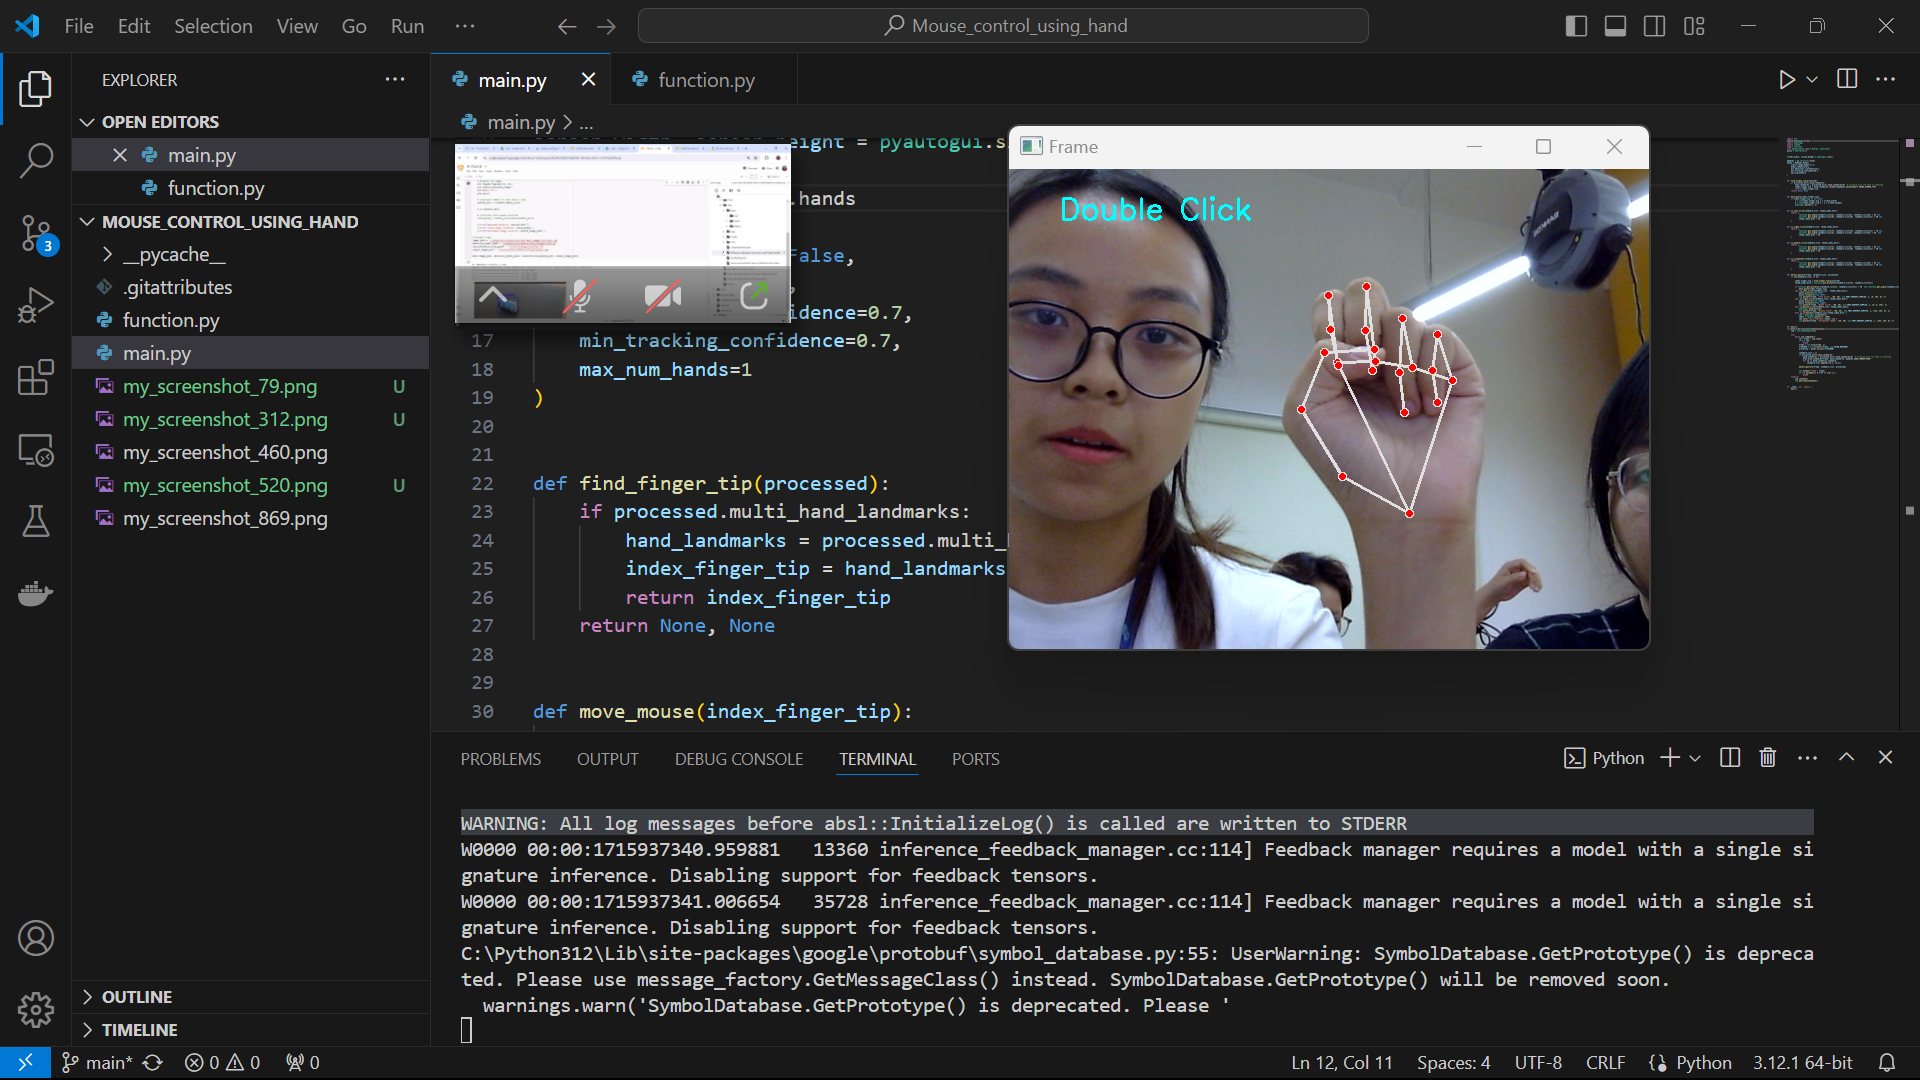 File Edit Selection View Go Run ···
Mouse_control_using_hand
EXPLORER
OPEN EDITORS
main.py
function.py
MOUSE_CONTROL_USING_HAND
__pycache__
.gitattributes
function.py
main.py
my_screenshot_79.png U
my_screenshot_312.png U
my_screenshot_460.png
my_screenshot_520.png U
my_screenshot_869.png
OUTLINE
TIMELINE
3
main.py function.py
main.py > ...
eight = pyautogui.s
.hands
alse,
idence=0.7,
17 min_tracking_confidence=0.7,
18 max_num_hands=1
19 )
20
21
22 def find_finger_tip(processed):
23 if processed.multi_hand_landmarks:
24 hand_landmarks = processed.multi_
25 index_finger_tip = hand_landmarks
26 return index_finger_tip
27 return None, None
28
29
30 def move_mouse(index_finger_tip):
Frame
Double Click
PROBLEMS OUTPUT DEBUG CONSOLE TERMINAL PORTS
Python
WARNING: All log messages before absl::InitializeLog() is called are written to STDERR
W0000 00:00:1715937340.959881 13360 inference_feedback_manager.cc:114] Feedback manager requires a model with a single si
gnature inference. Disabling support for feedback tensors.
W0000 00:00:1715937341.006654 35728 inference_feedback_manager.cc:114] Feedback manager requires a model with a single si
gnature inference. Disabling support for feedback tensors.
C:\Python312\Lib\site-packages\google\protobuf\symbol_database.py:55: UserWarning: SymbolDatabase.GetPrototype() is depreca
ted. Please use message_factory.GetMessageClass() instead. SymbolDatabase.GetPrototype() will be removed soon.
warnings.warn('SymbolDatabase.GetPrototype() is deprecated. Please '
main* 0 0 0 Ln 12, Col 11 Spaces: 4 UTF-8 CRLF {} Python 3.12.1 64-bit